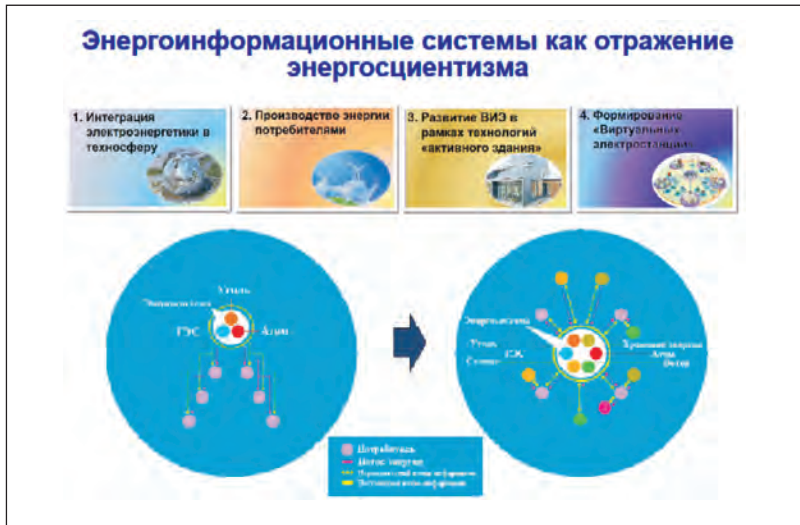 Энергоинформационные системы как отражение
энергосциентизма
1. Интеграция
электроэнергетики в
техносферу
2. Производство энергии
потребителями
3. Развитие ВИЭ в
рамках технологий
«активного здания»
4. Формирование
«Виртуальных
электростанций»
Уголь
Энергосистема
ГЭС
Атом
Энергосистема
Уголь
ГЭС
Солнце
Хранение энергии
Атом
Ветер
Потребитель
Поток энергии